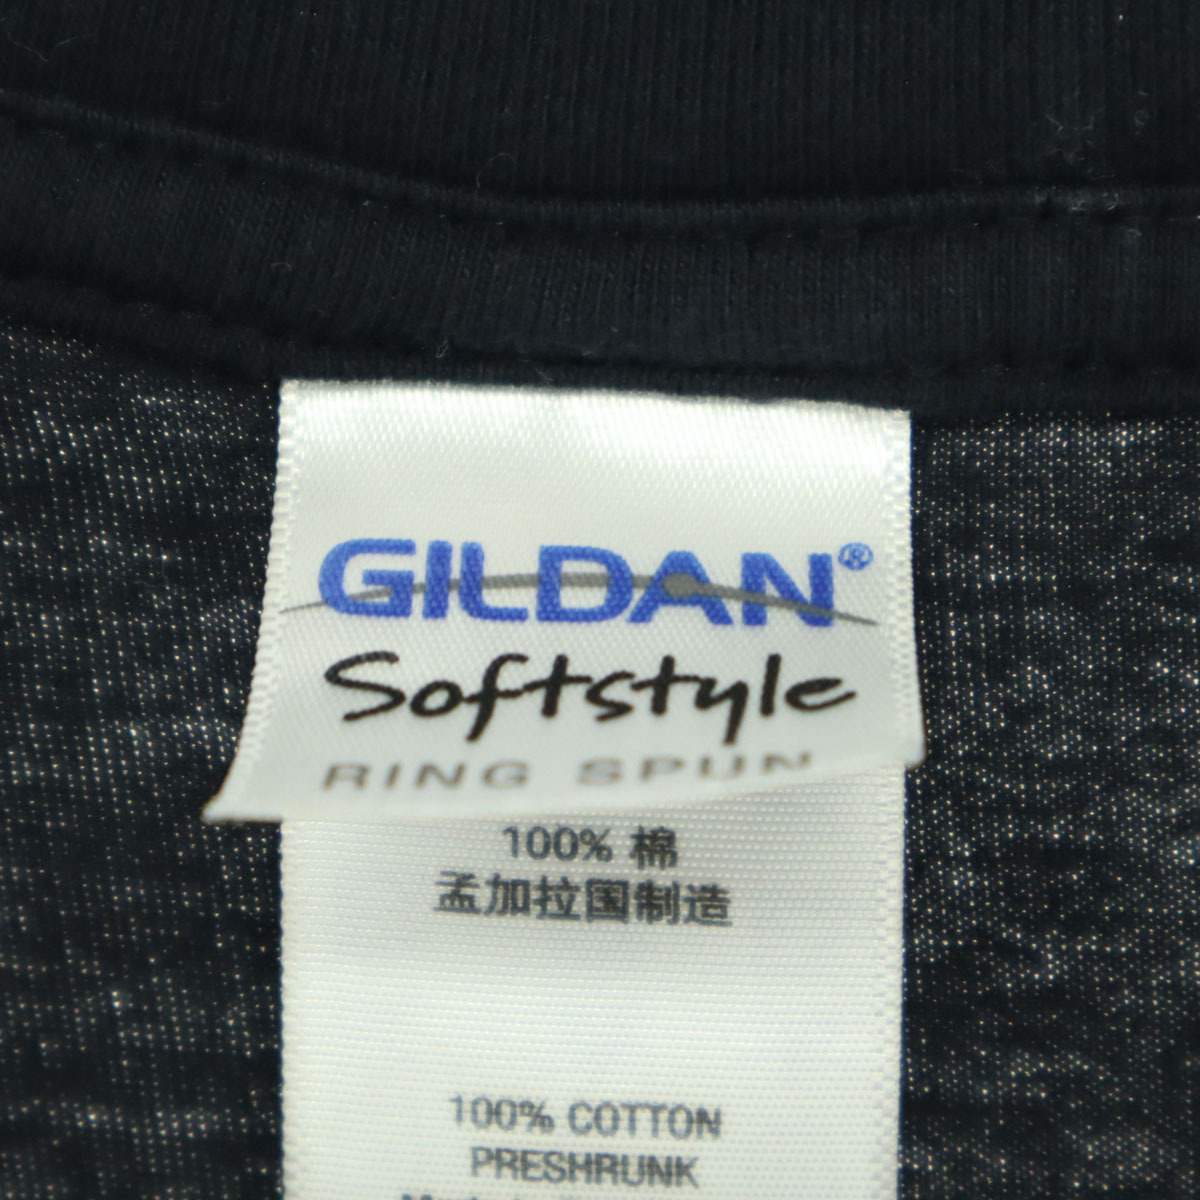 GILDAN®
Softstyle
RING SPUN
100% 棉
孟加拉国制造
100% COTTON
PRESHRUNK